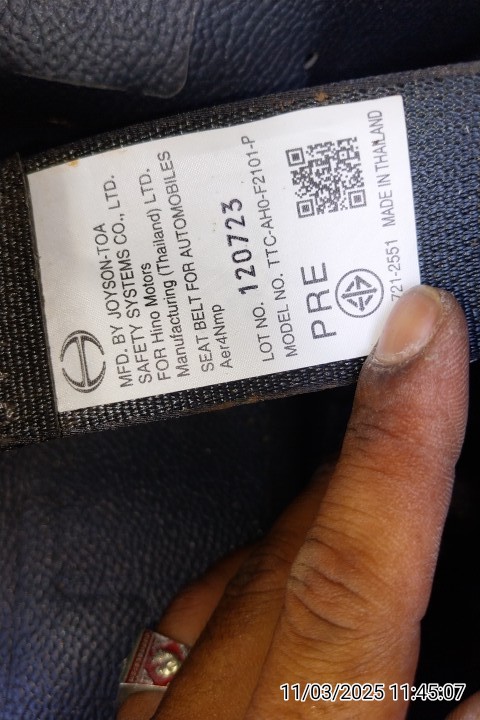 MFD. BY JOYSON-TOA
SAFETY SYSTEMS CO., LTD.
FOR Hino Motors
Manufacturing (Thailand) LTD.
SEAT BELT FOR AUTOMOBILES
Aer4Nmp
LOT NO. 120723
MODEL NO. TTC-AH0-F2101-P
PRE
721-2551 MADE IN THAILAND
11/03/2025 11:45:07